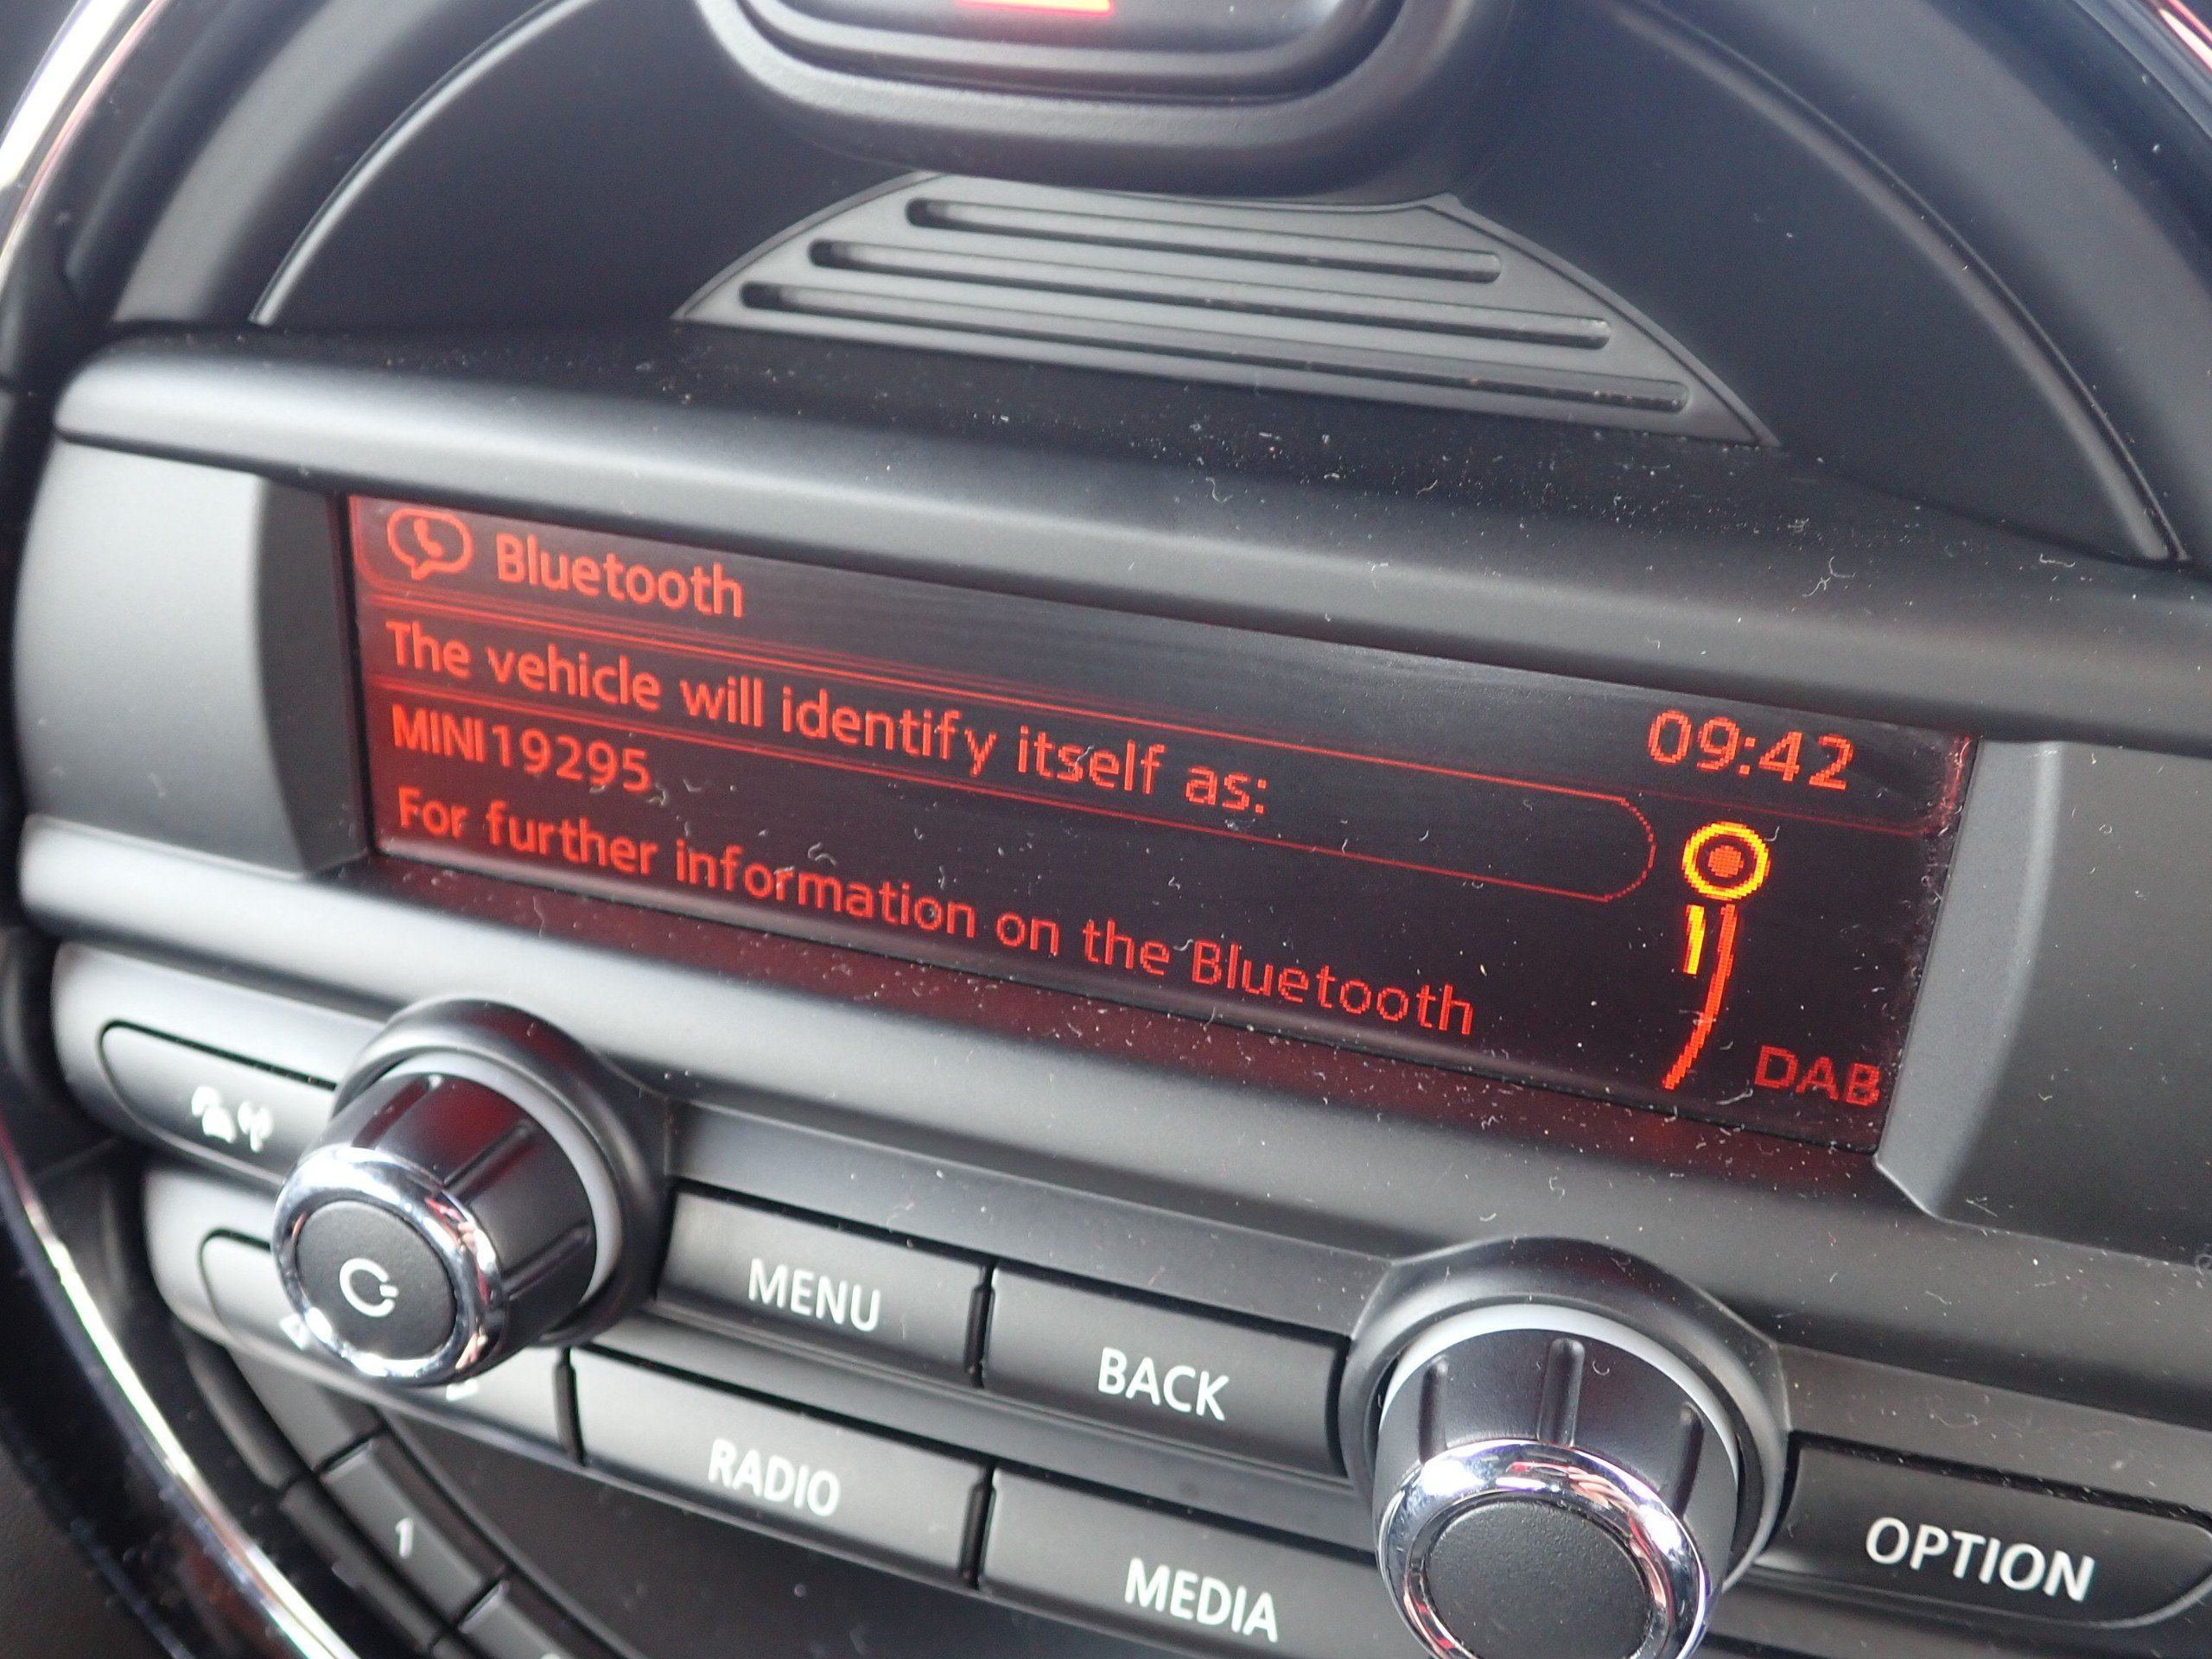 Bluetooth
09:42
The vehicle will identify itself as:
MINI19295
For further information on the Bluetooth
DAB
MENU
BACK
RADIO
MEDIA
OPTION
1